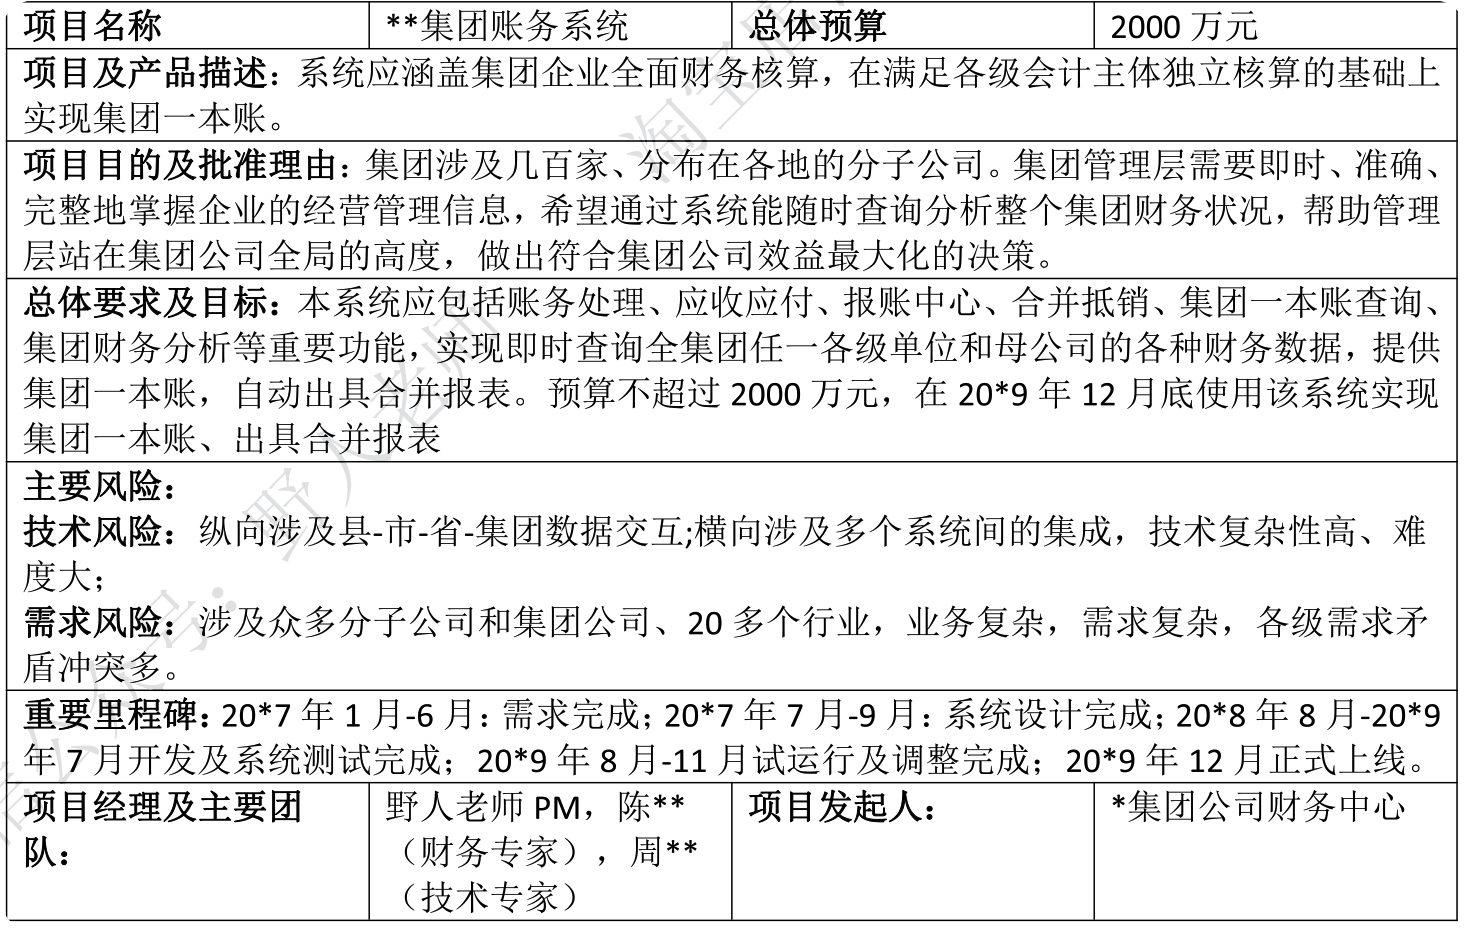 项目名称 **集团账务系统 总体预算 2000 万元
项目及产品描述：系统应涵盖集团企业全面财务核算，在满足各级会计主体独立核算的基础上
实现集团一本账。
项目目的及批准理由：集团涉及几百家、分布在各地的分子公司。集团管理层需要即时、准确、
完整地掌握企业的经营管理信息，希望通过系统能随时查询分析整个集团财务状况，帮助管理
层站在集团公司全局的高度，做出符合集团公司效益最大化的决策。
总体要求及目标：本系统应包括账务处理、应收应付、报账中心、合并抵销、集团一本账查询、
集团财务分析等重要功能，实现即时查询全集团任一各级单位和母公司的各种财务数据，提供
集团一本账，自动出具合并报表。预算不超过 2000 万元，在 20*9 年 12 月底使用该系统实现
集团一本账、出具合并报表
主要风险：
技术风险：纵向涉及县-市-省-集团数据交互;横向涉及多个系统间的集成，技术复杂性高、难
度大；
需求风险：涉及众多分子公司和集团公司、20 多个行业，业务复杂，需求复杂，各级需求矛
盾冲突多。
重要里程碑：20*7 年 1 月-6 月：需求完成；20*7 年 7 月-9 月：系统设计完成；20*8 年 8 月-20*9
年 7 月开发及系统测试完成；20*9 年 8 月-11 月试运行及调整完成；20*9 年 12 月正式上线。
项目经理及主要团 野人老师 PM，陈** 项目发起人： *集团公司财务中心
队： （财务专家），周**
（技术专家）
信公众号：野人老师
淘宝店